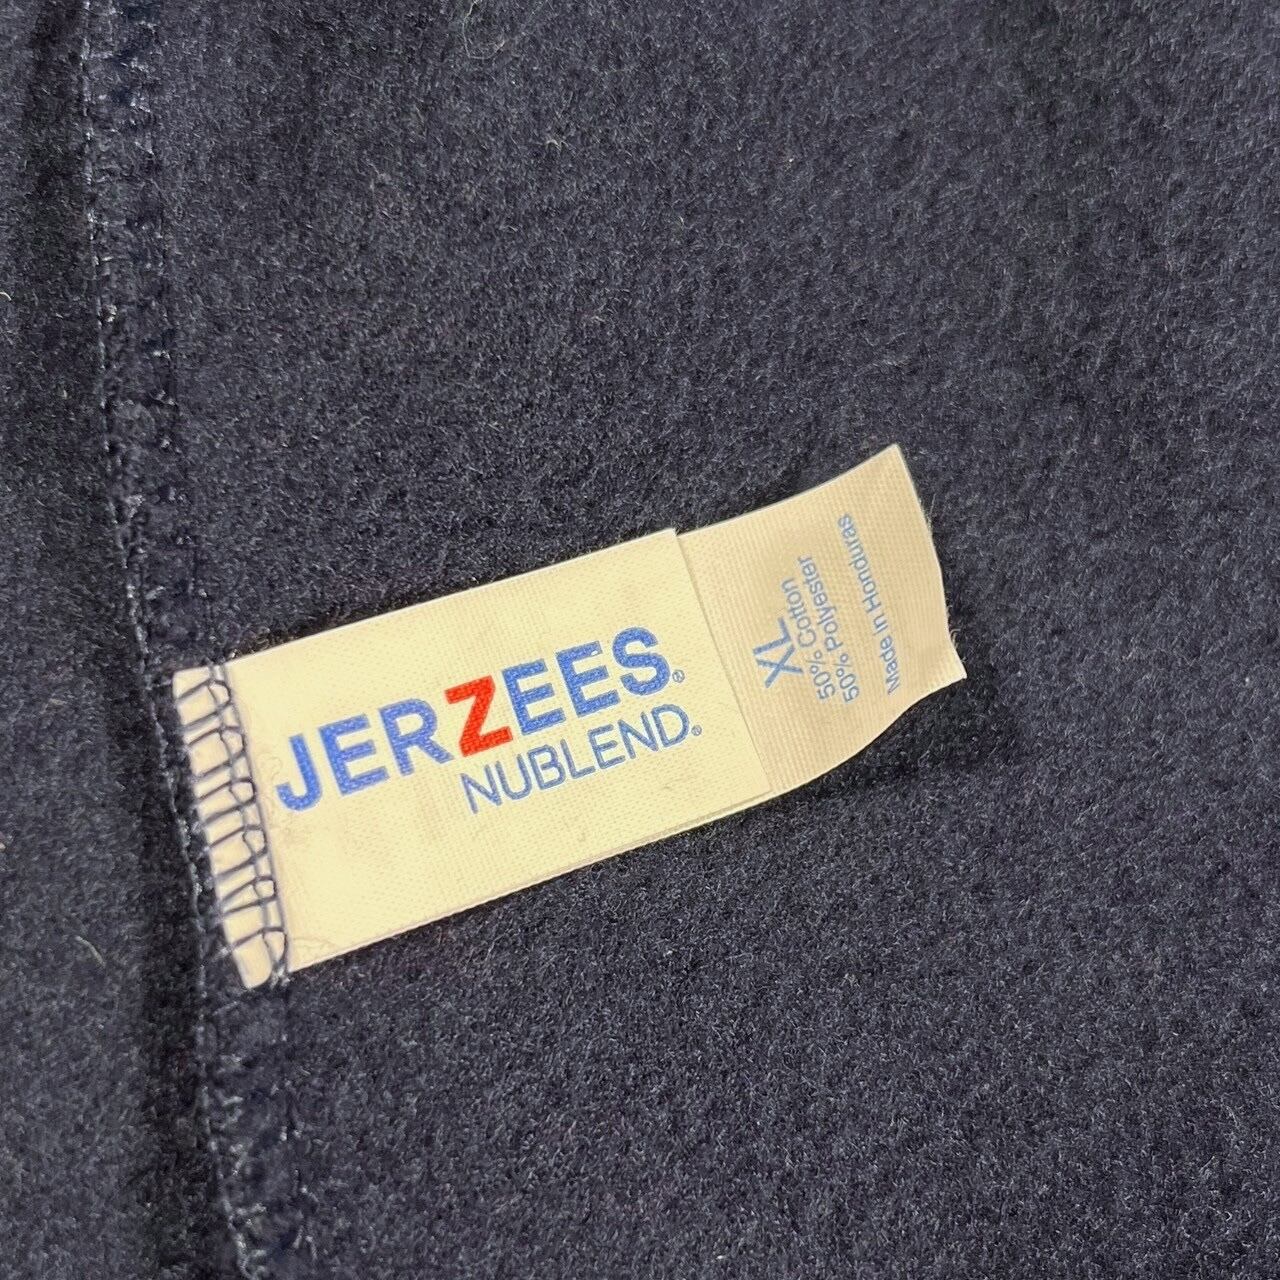 JERZEES®
NUBLEND®
XL
50% Cotton
50% Polyester
Made in Honduras